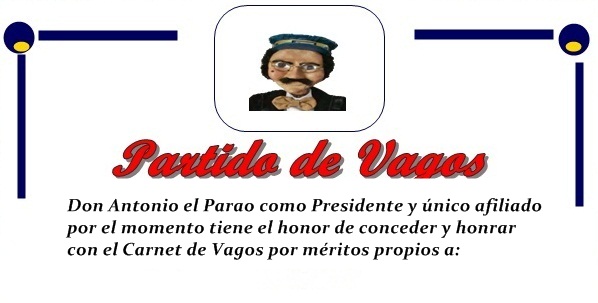 Partido de Vagos
Don Antonio el Parao como Presidente y único afiliado
por el momento tiene el honor de conceder y honrar
con el Carnet de Vagos por méritos propios a: